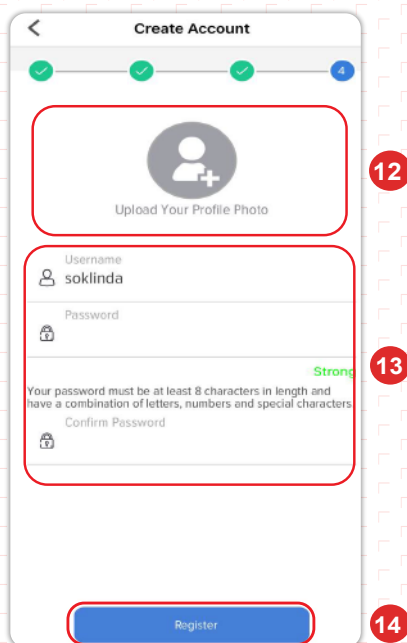 Create Account
4
12
Upload Your Profile Photo
Username
soklinda
Password
Strong
13
Your password must be at least 8 characters in length and
have a combination of letters, numbers and special characters.
Confirm Password
Register
14